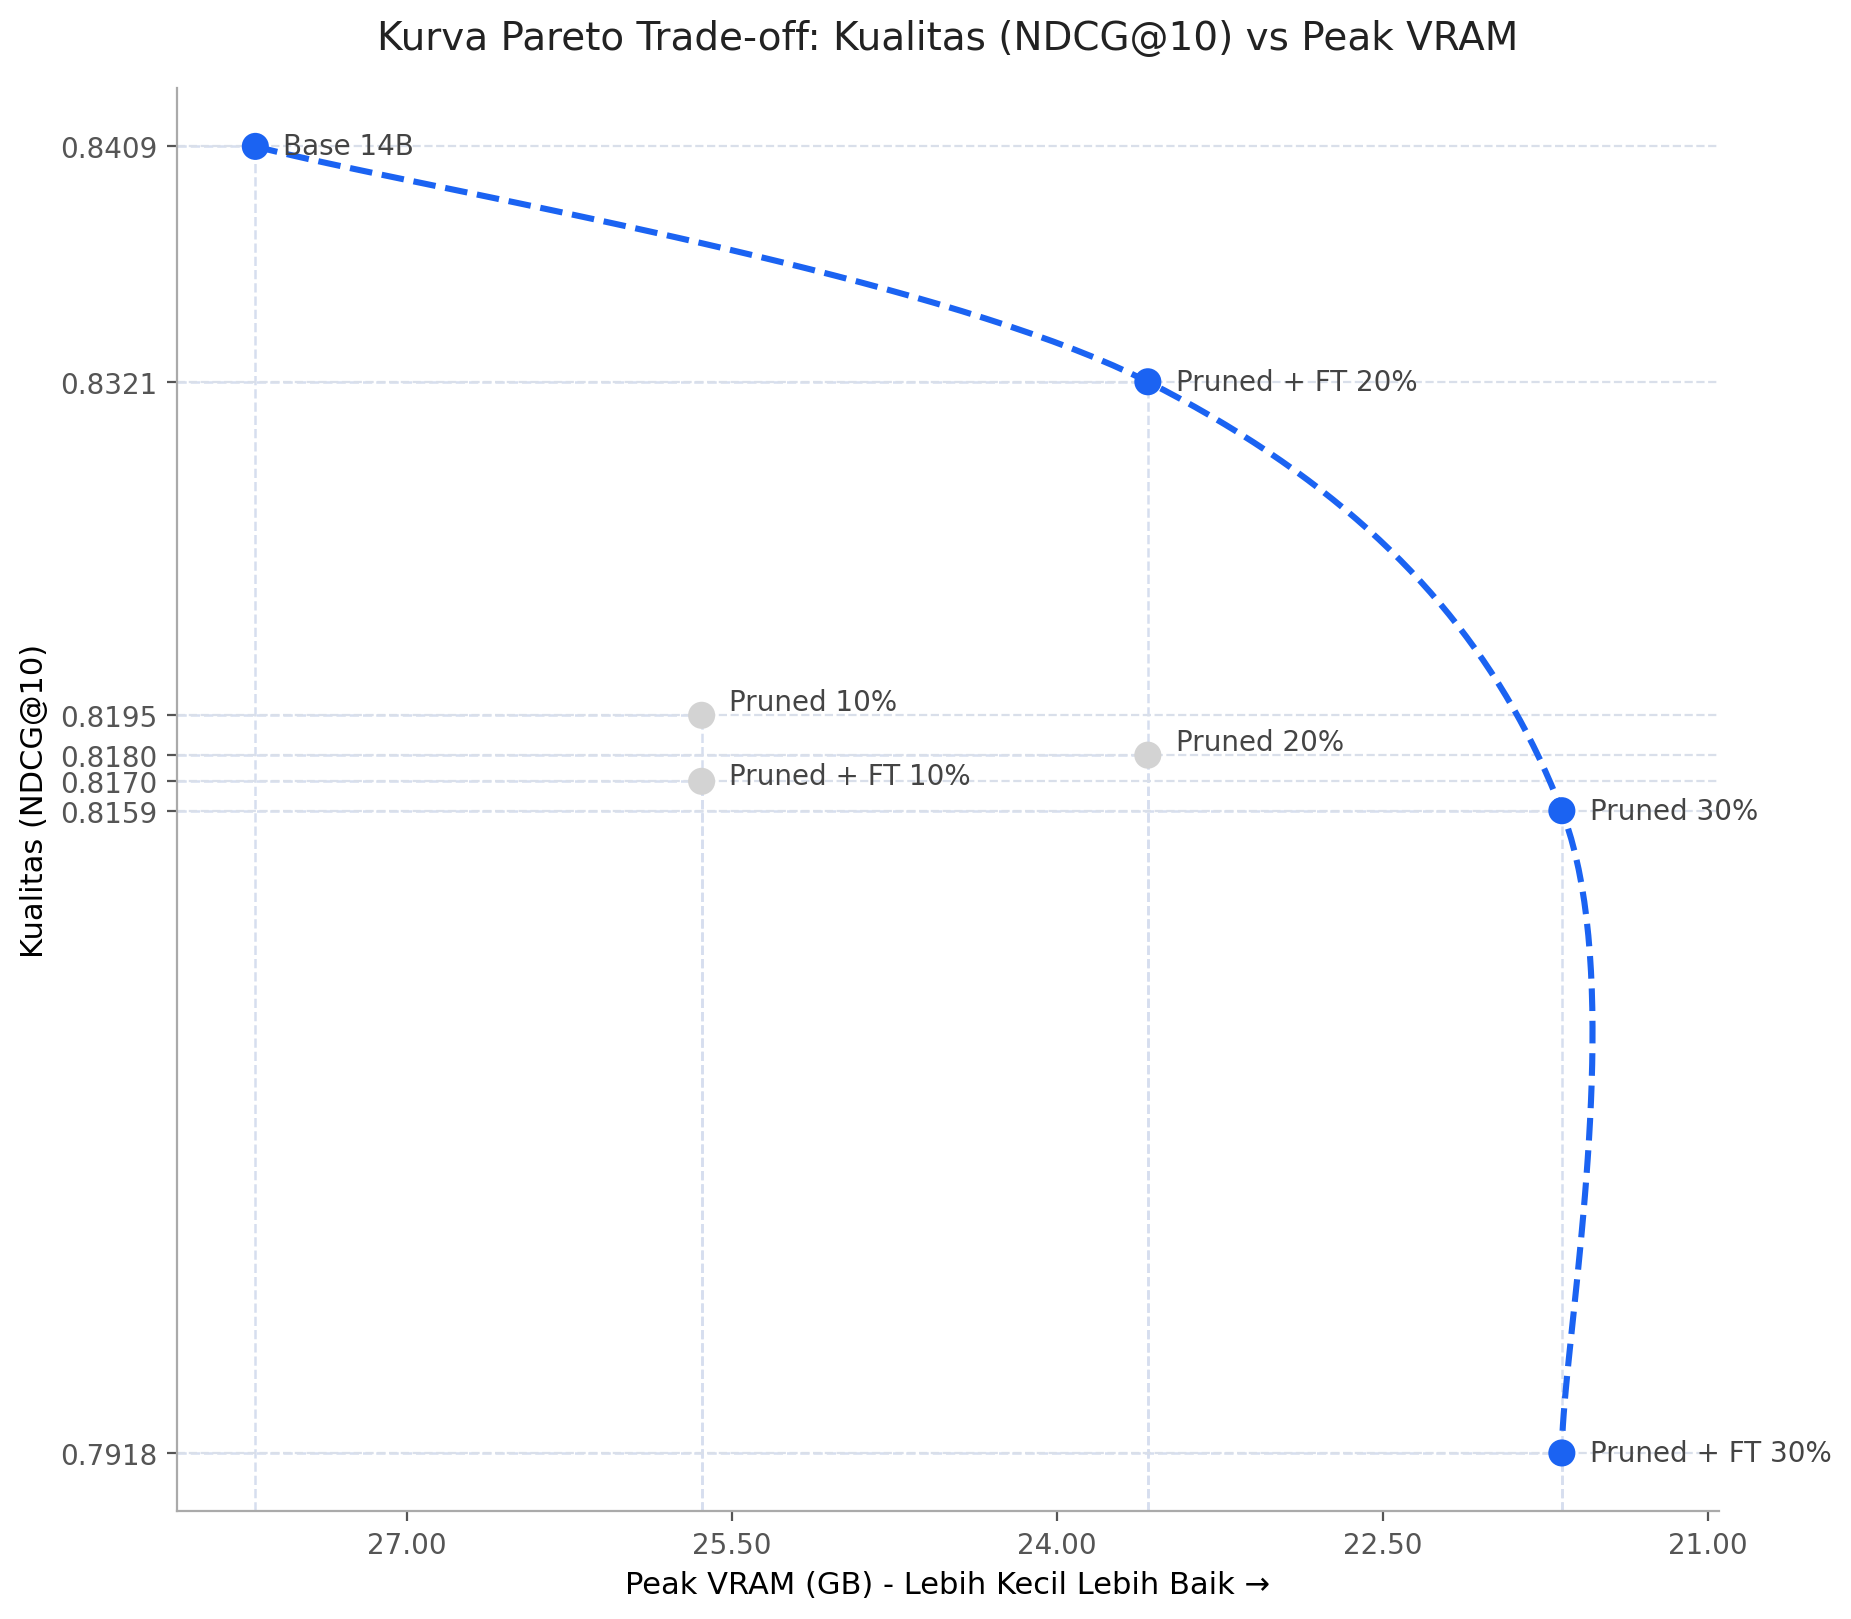 Kurva Pareto Trade-off: Kualitas (NDCG@10) vs Peak VRAM
Kualitas (NDCG@10)
0.8409
0.8321
0.8195
0.8180
0.8170
0.8159
0.7918
Base 14B
Pruned + FT 20%
Pruned 10%
Pruned 20%
Pruned + FT 10%
Pruned 30%
Pruned + FT 30%
27.00
25.50
24.00
22.50
21.00
Peak VRAM (GB) - Lebih Kecil Lebih Baik →